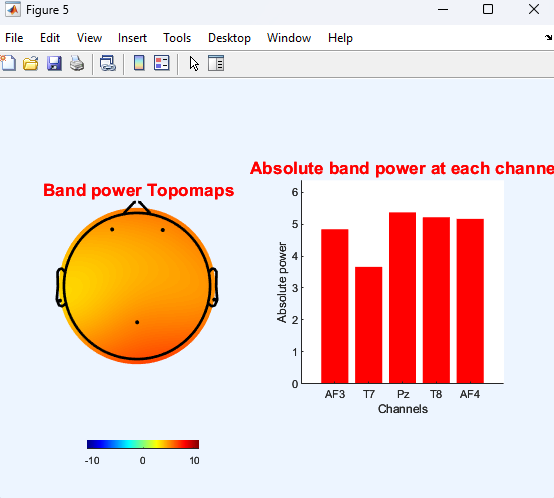 Figure 5
File Edit View Insert Tools Desktop Window Help
Band power Topomaps
-10 0 10
Absolute band power at each channe
Absolute power
6
5
4
3
2
1
0
AF3 T7 Pz T8 AF4
Channels